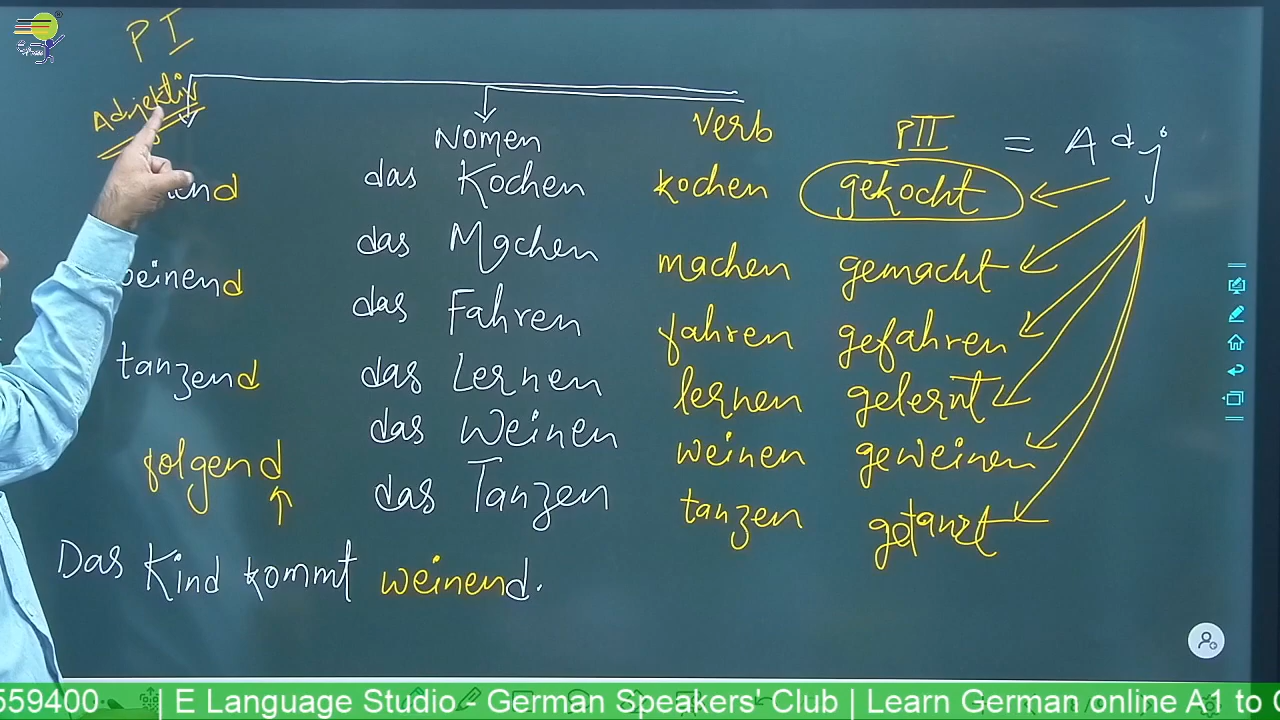 PI
Adjektiv
Nomen
Verb
PII = Adj
das Kochen kochen gekocht
das Machen machen gemacht
einend
das Fahren fahren gefahren
tanzend das Lernen lernen gelernt
das Weinen weinen geweinen
folgend das Tanzen tanzen getanzt
Das Kind kommt weinend.
559400 | E Language Studio - German Speakers' Club | Learn German online A1 to